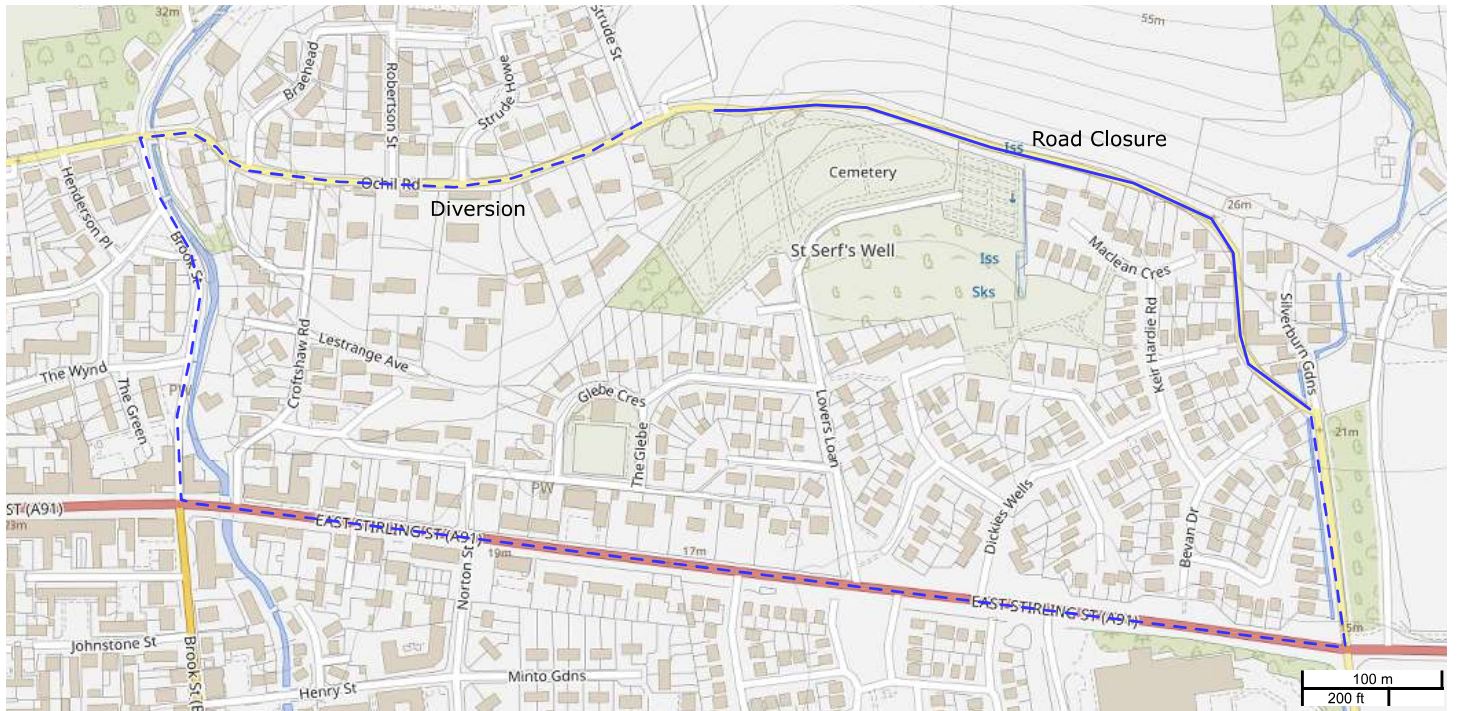 32m
55m
Strude St
Braehead
Robertson St
Strude Howe
Iss
Road Closure
Cemetery
Ochil Rd
Diversion
Henderson Pl
26m
Brook St
St Serf's Well
Iss
Maclean Cres
Sks
Silverburn Gdns
Keir Hardie Rd
Croftshaw Rd
Lestrange Ave
The Wynd
The Green
Glebe Cres
Lovers Loan
21m
The Glebe
PW
ST (A91)
23m
EAST STIRLING ST (A91)
19m
17m
Dickies Wells
Bevan Dr
Norton St
EAST STIRLING ST (A91)
5m
Johnstone St
Brook St (B
Henry St
Minto Gdns
100 m
200 ft